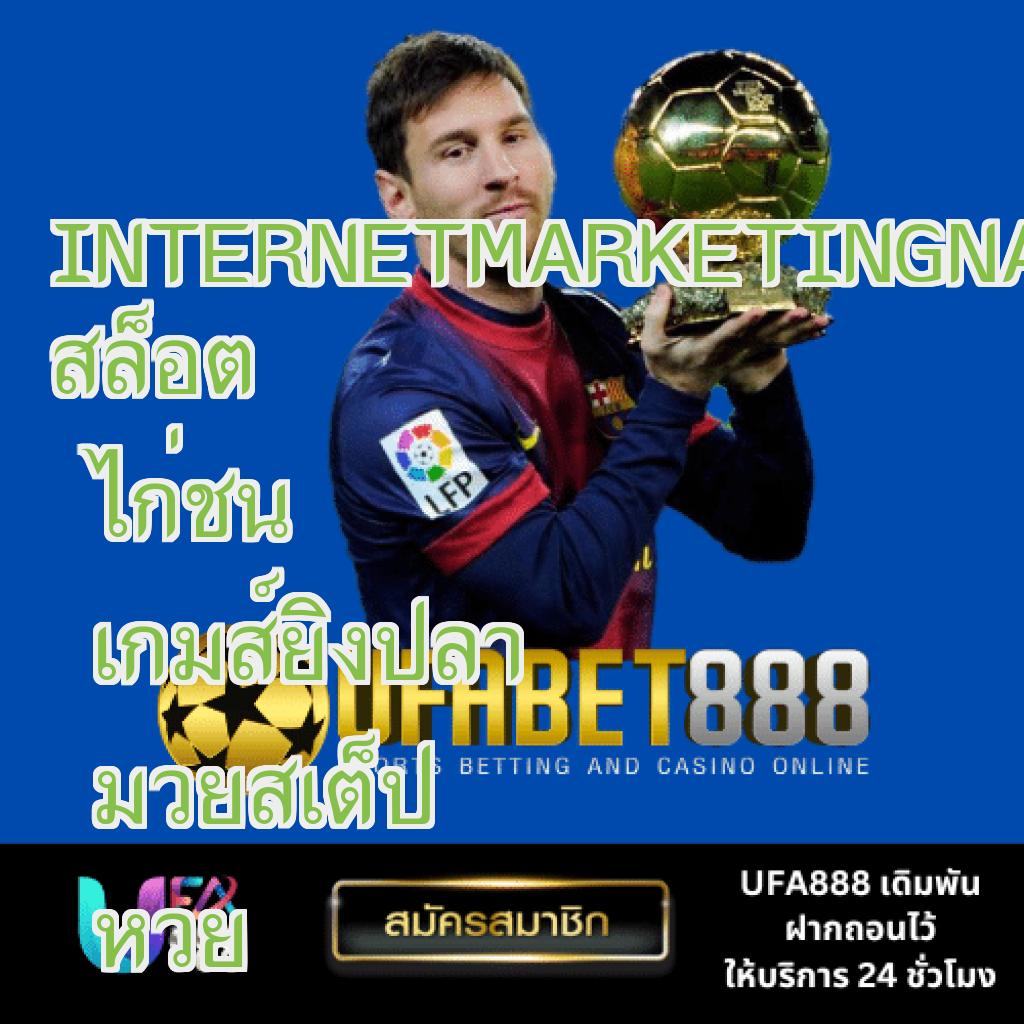 INTERNETMARKETINGNA
สล็อต
ไก่ชน
LFP
เกมส์ยิงปลา
UFABET888
SPORTS BETTING AND CASINO ONLINE
มวยสเต็ป
UFA
หวย
สมัครสมาชิก
UFA888 เดิมพัน
ฝากถอนไว้
ให้บริการ 24 ชั่วโมง